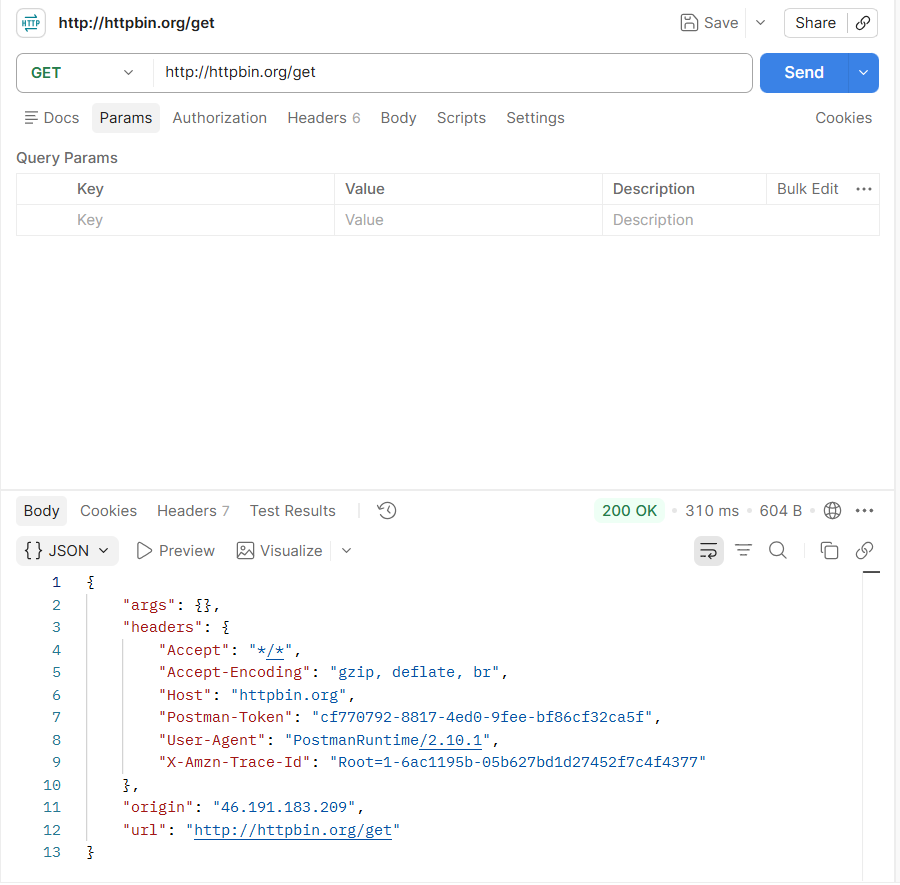 HTTP http://httpbin.org/get Save Share
GET http://httpbin.org/get Send
Docs Params Authorization Headers 6 Body Scripts Settings Cookies
Query Params
Key Value Description Bulk Edit
Key Value Description
Body Cookies Headers 7 Test Results 200 OK • 310 ms • 604 B •
{} JSON Preview Visualize
1 {
2 "args": {},
3 "headers": {
4 "Accept": "*/*",
5 "Accept-Encoding": "gzip, deflate, br",
6 "Host": "httpbin.org",
7 "Postman-Token": "cf770792-8817-4ed0-9fee-bf86cf32ca5f",
8 "User-Agent": "PostmanRuntime/2.10.1",
9 "X-Amzn-Trace-Id": "Root=1-6ac1195b-05b627bd1d27452f7c4f4377"
10 },
11 "origin": "46.191.183.209",
12 "url": "http://httpbin.org/get"
13 }